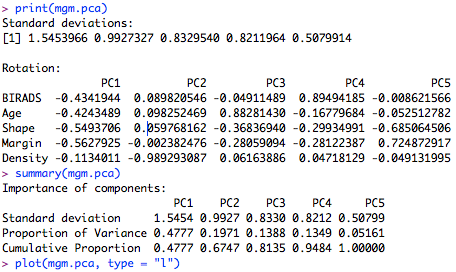 > print(mgm.pca)
Standard deviations:
[1] 1.5453966 0.9927327 0.8329540 0.8211964 0.5079914
Rotation:
PC1 PC2 PC3 PC4 PC5
BIRADS -0.4341944 0.089820546 -0.04911489 0.89494185 -0.008621566
Age -0.4243489 0.098252469 0.88281430 -0.16779684 -0.052512782
Shape -0.5493706 0.059768162 -0.36836940 -0.29934991 -0.685064506
Margin -0.5627925 -0.002382476 -0.28059094 -0.28122387 0.724872917
Density -0.1134011 -0.989293087 0.06163886 0.04718129 -0.049131995
> summary(mgm.pca)
Importance of components:
PC1 PC2 PC3 PC4 PC5
Standard deviation 1.5454 0.9927 0.8330 0.8212 0.50799
Proportion of Variance 0.4777 0.1971 0.1388 0.1349 0.05161
Cumulative Proportion 0.4777 0.6747 0.8135 0.9484 1.00000
> plot(mgm.pca, type = "l")